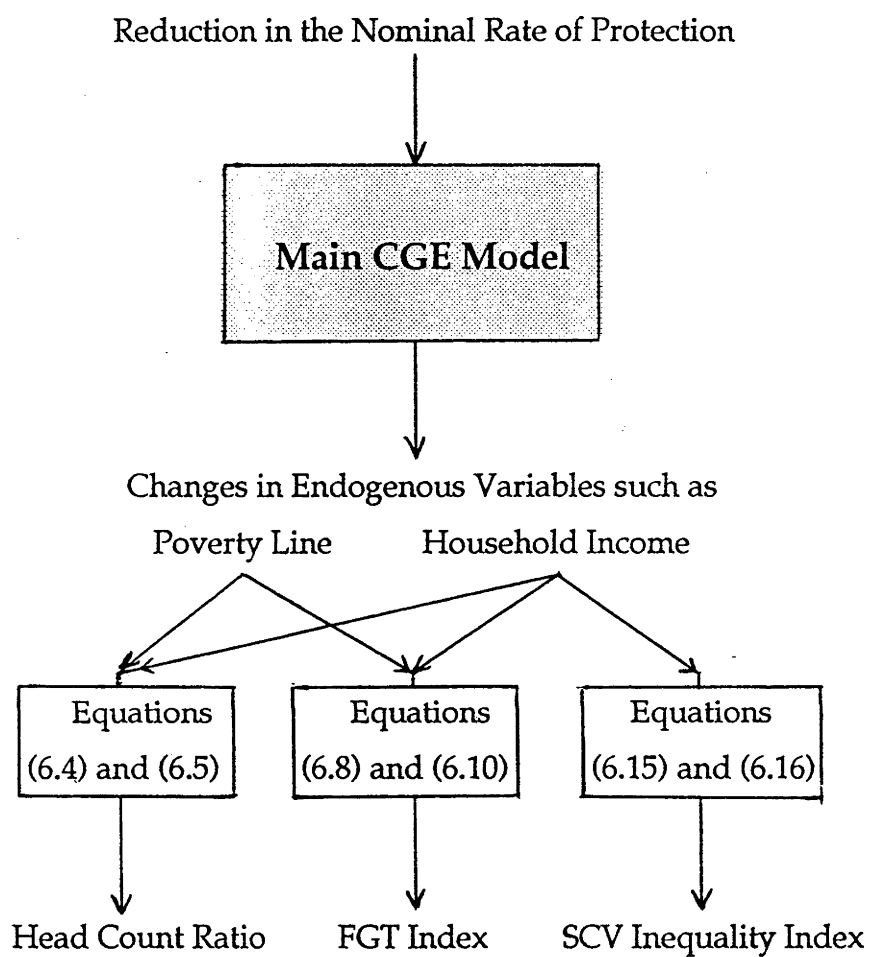 Reduction in the Nominal Rate of Protection
Main CGE Model
Changes in Endogenous Variables such as
Poverty Line
Household Income
Equations
(6.4) and (6.5)
Equations
(6.8) and (6.10)
Equations
(6.15) and (6.16)
Head Count Ratio
FGT Index
SCV Inequality Index